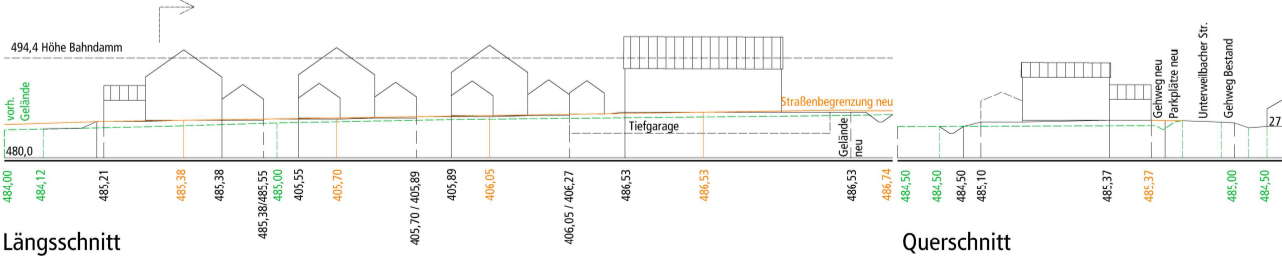 494,4 Höhe Bahndamm
vorh.
Gelände
Straßenbegrenzung neu
Tiefgarage
Gelände
neu
480,0
484,00
484,12
485,21
485,38
485,38
485,38/485,55
485,00
405,55
405,70
405,70 / 405,89
405,89
406,05
406,05 / 406,27
486,53
486,53
486,53
486,74
Längsschnitt
Gehweg neu
Parkplätze neu
Unterweilbacher Str.
Gehweg Bestand
27
484,50
484,50
484,50
485,10
485,37
485,37
485,00
484,50
Querschnitt